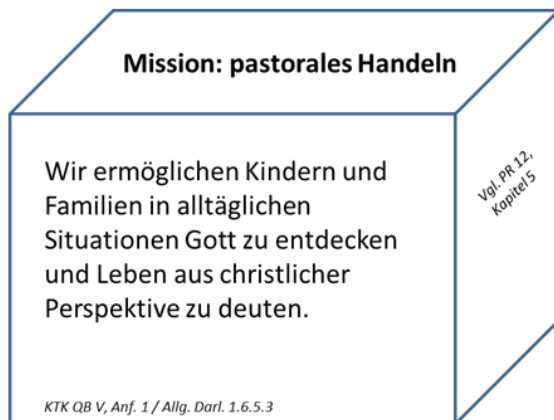 Mission: pastorales Handeln
Wir ermöglichen Kindern und
Familien in alltäglichen
Situationen Gott zu entdecken
und Leben aus christlicher
Perspektive zu deuten.
KTK QB V, Anf. 1 / Allg. Darl. 1.6.5.3
Vgl. PR 12,
Kapitel 5